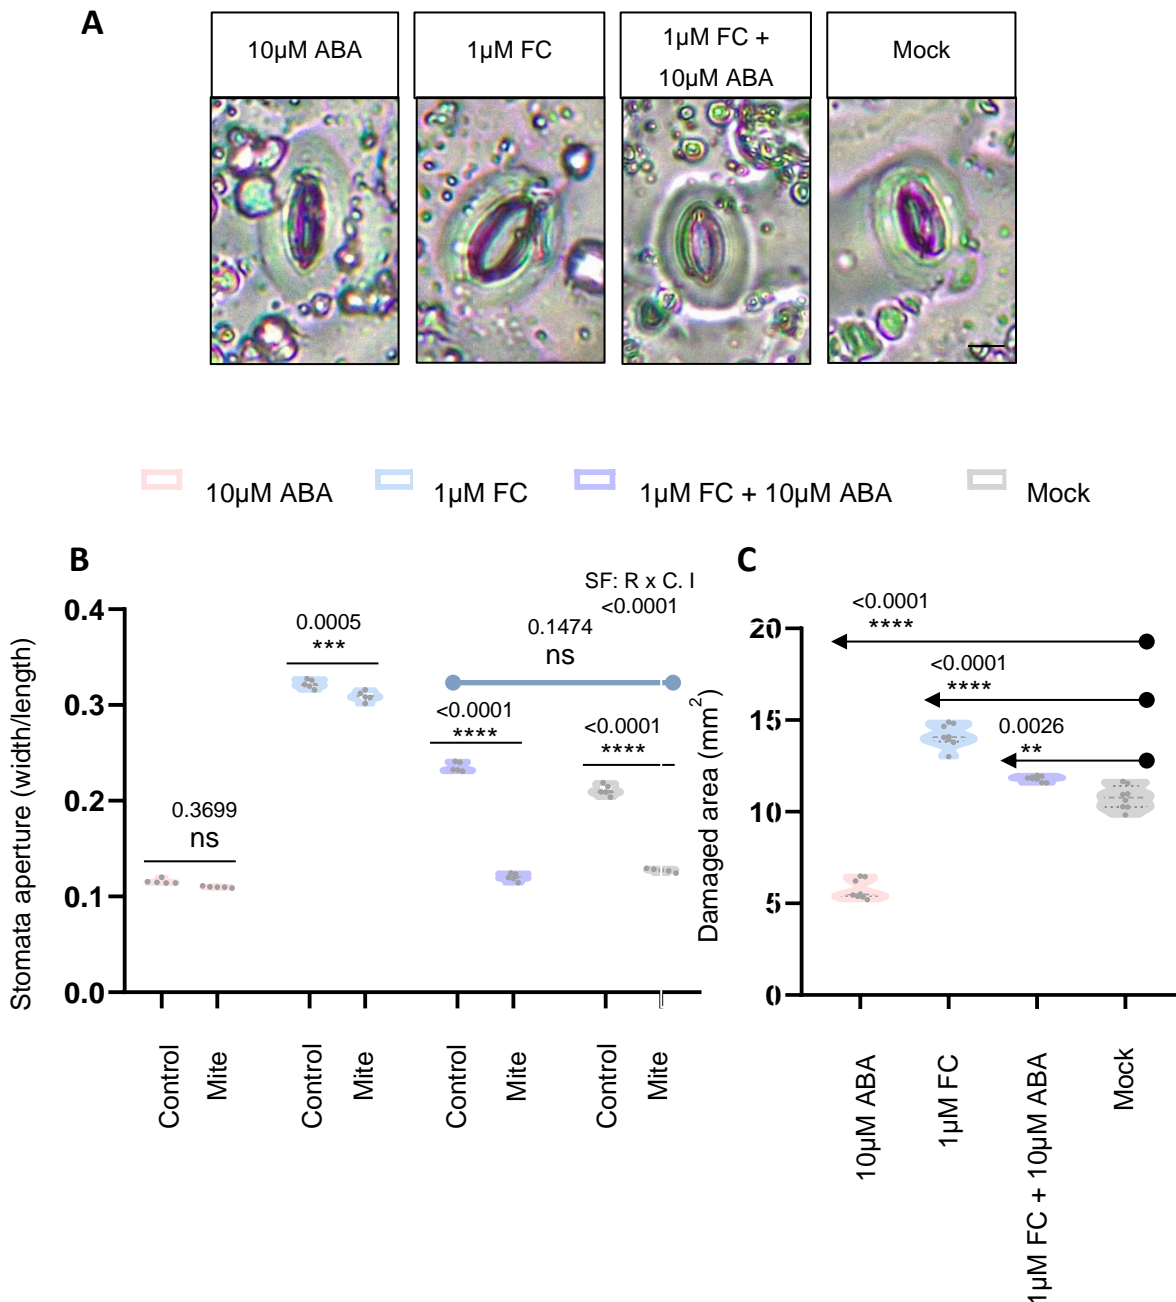 A
10µM ABA
1µM FC
1µM FC +
10µM ABA
Mock
10µM ABA
1µM FC
1µM FC + 10µM ABA
Mock
B
SF: R x C. I
<0.0001
Stomata aperture (width/length)
0.4
0.3
0.2
0.1
0.0
0.3699
ns
0.0005
***
<0.0001
****
0.1474
ns
<0.0001
****
Control
Mite
Control
Mite
Control
Mite
Control
Mite
C
Damaged area (mm²)
20
15
10
5
0
<0.0001
****
<0.0001
****
0.0026
**
10µM ABA
1µM FC
1µM FC + 10µM ABA
Mock